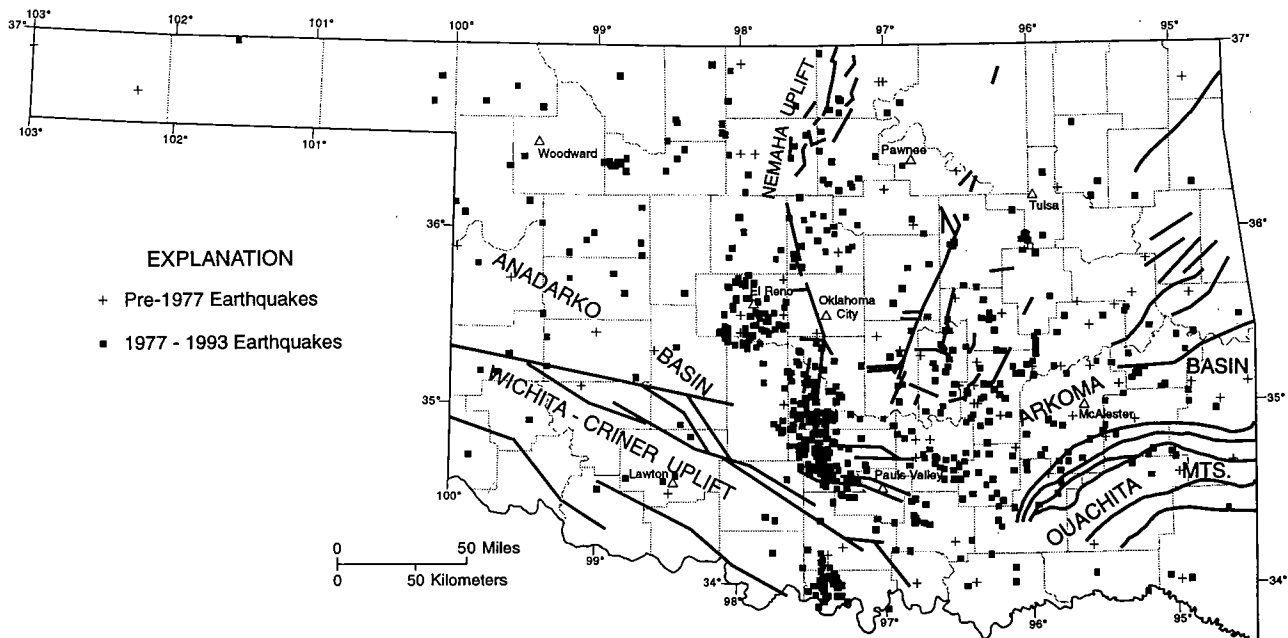 103°
102°
101°
100°
99°
98°
97°
96°
95°
37°
37°
103°
102°
101°
NEMAHA UPLIFT
Woodward
Pawnee
Tulsa
36°
36°
EXPLANATION
+ Pre-1977 Earthquakes
■ 1977 - 1993 Earthquakes
ANADARKO
BASIN
El Reno
Oklahoma
City
WICHITA - CRINER UPLIFT
35°
35°
ARKOMA
BASIN
McAlester
Lawton
Pauls Valley
OUACHITA
MTS.
100°
0 50 Miles
0 50 Kilometers
99°
34°
98°
97°
96°
95°
34°